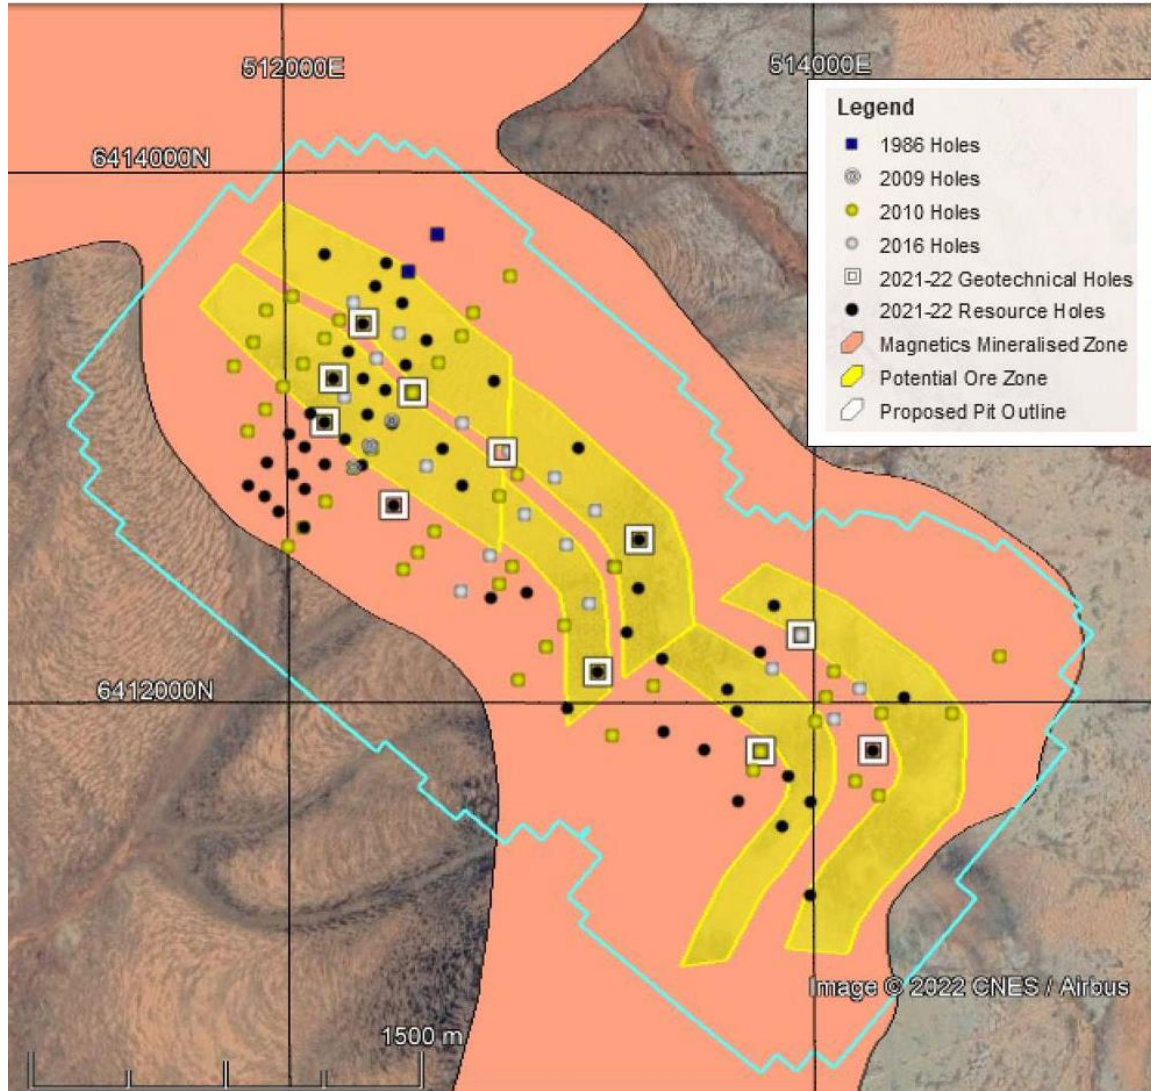 512000E
514000E
6414000N
Legend
1986 Holes
2009 Holes
2010 Holes
2016 Holes
2021-22 Geotechnical Holes
2021-22 Resource Holes
Magnetics Mineralised Zone
Potential Ore Zone
Proposed Pit Outline
6412000N
Image © 2022 CNES / Airbus
1500 m